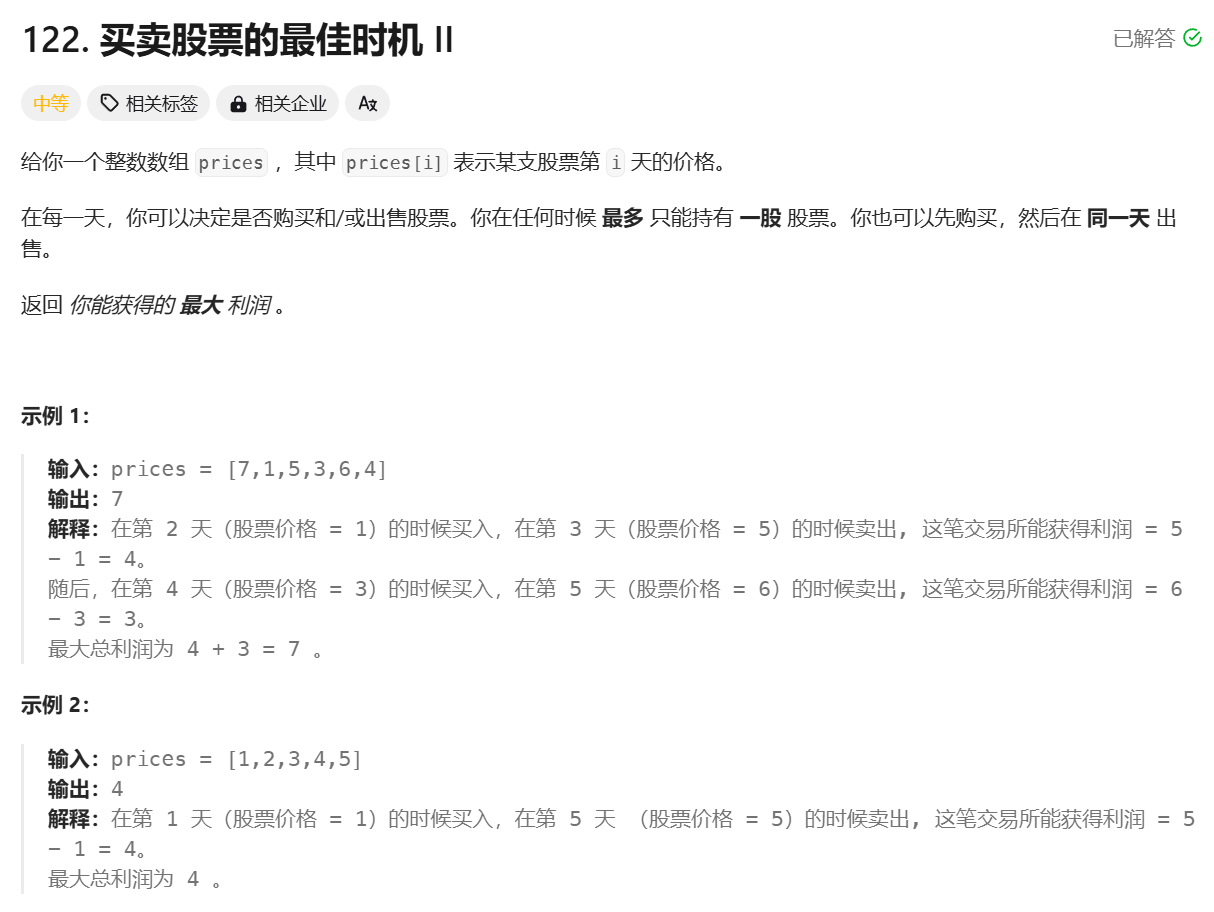 122. 买卖股票的最佳时机 II
已解答
中等 相关标签 相关企业 Aх
给你一个整数数组 prices ，其中 prices[i] 表示某支股票第 i 天的价格。
在每一天，你可以决定是否购买和/或出售股票。你在任何时候 最多 只能持有 一股 股票。你也可以先购买，然后在 同一天 出
售。
返回 你能获得的 最大 利润 。
示例 1：
输入：prices = [7,1,5,3,6,4]
输出：7
解释：在第 2 天（股票价格 = 1）的时候买入，在第 3 天（股票价格 = 5）的时候卖出, 这笔交易所能获得利润 = 5
- 1 = 4。
随后，在第 4 天（股票价格 = 3）的时候买入，在第 5 天（股票价格 = 6）的时候卖出, 这笔交易所能获得利润 = 6
- 3 = 3。
最大总利润为 4 + 3 = 7 。
示例 2：
输入：prices = [1,2,3,4,5]
输出：4
解释：在第 1 天（股票价格 = 1）的时候买入，在第 5 天 （股票价格 = 5）的时候卖出, 这笔交易所能获得利润 = 5
- 1 = 4。
最大总利润为 4 。